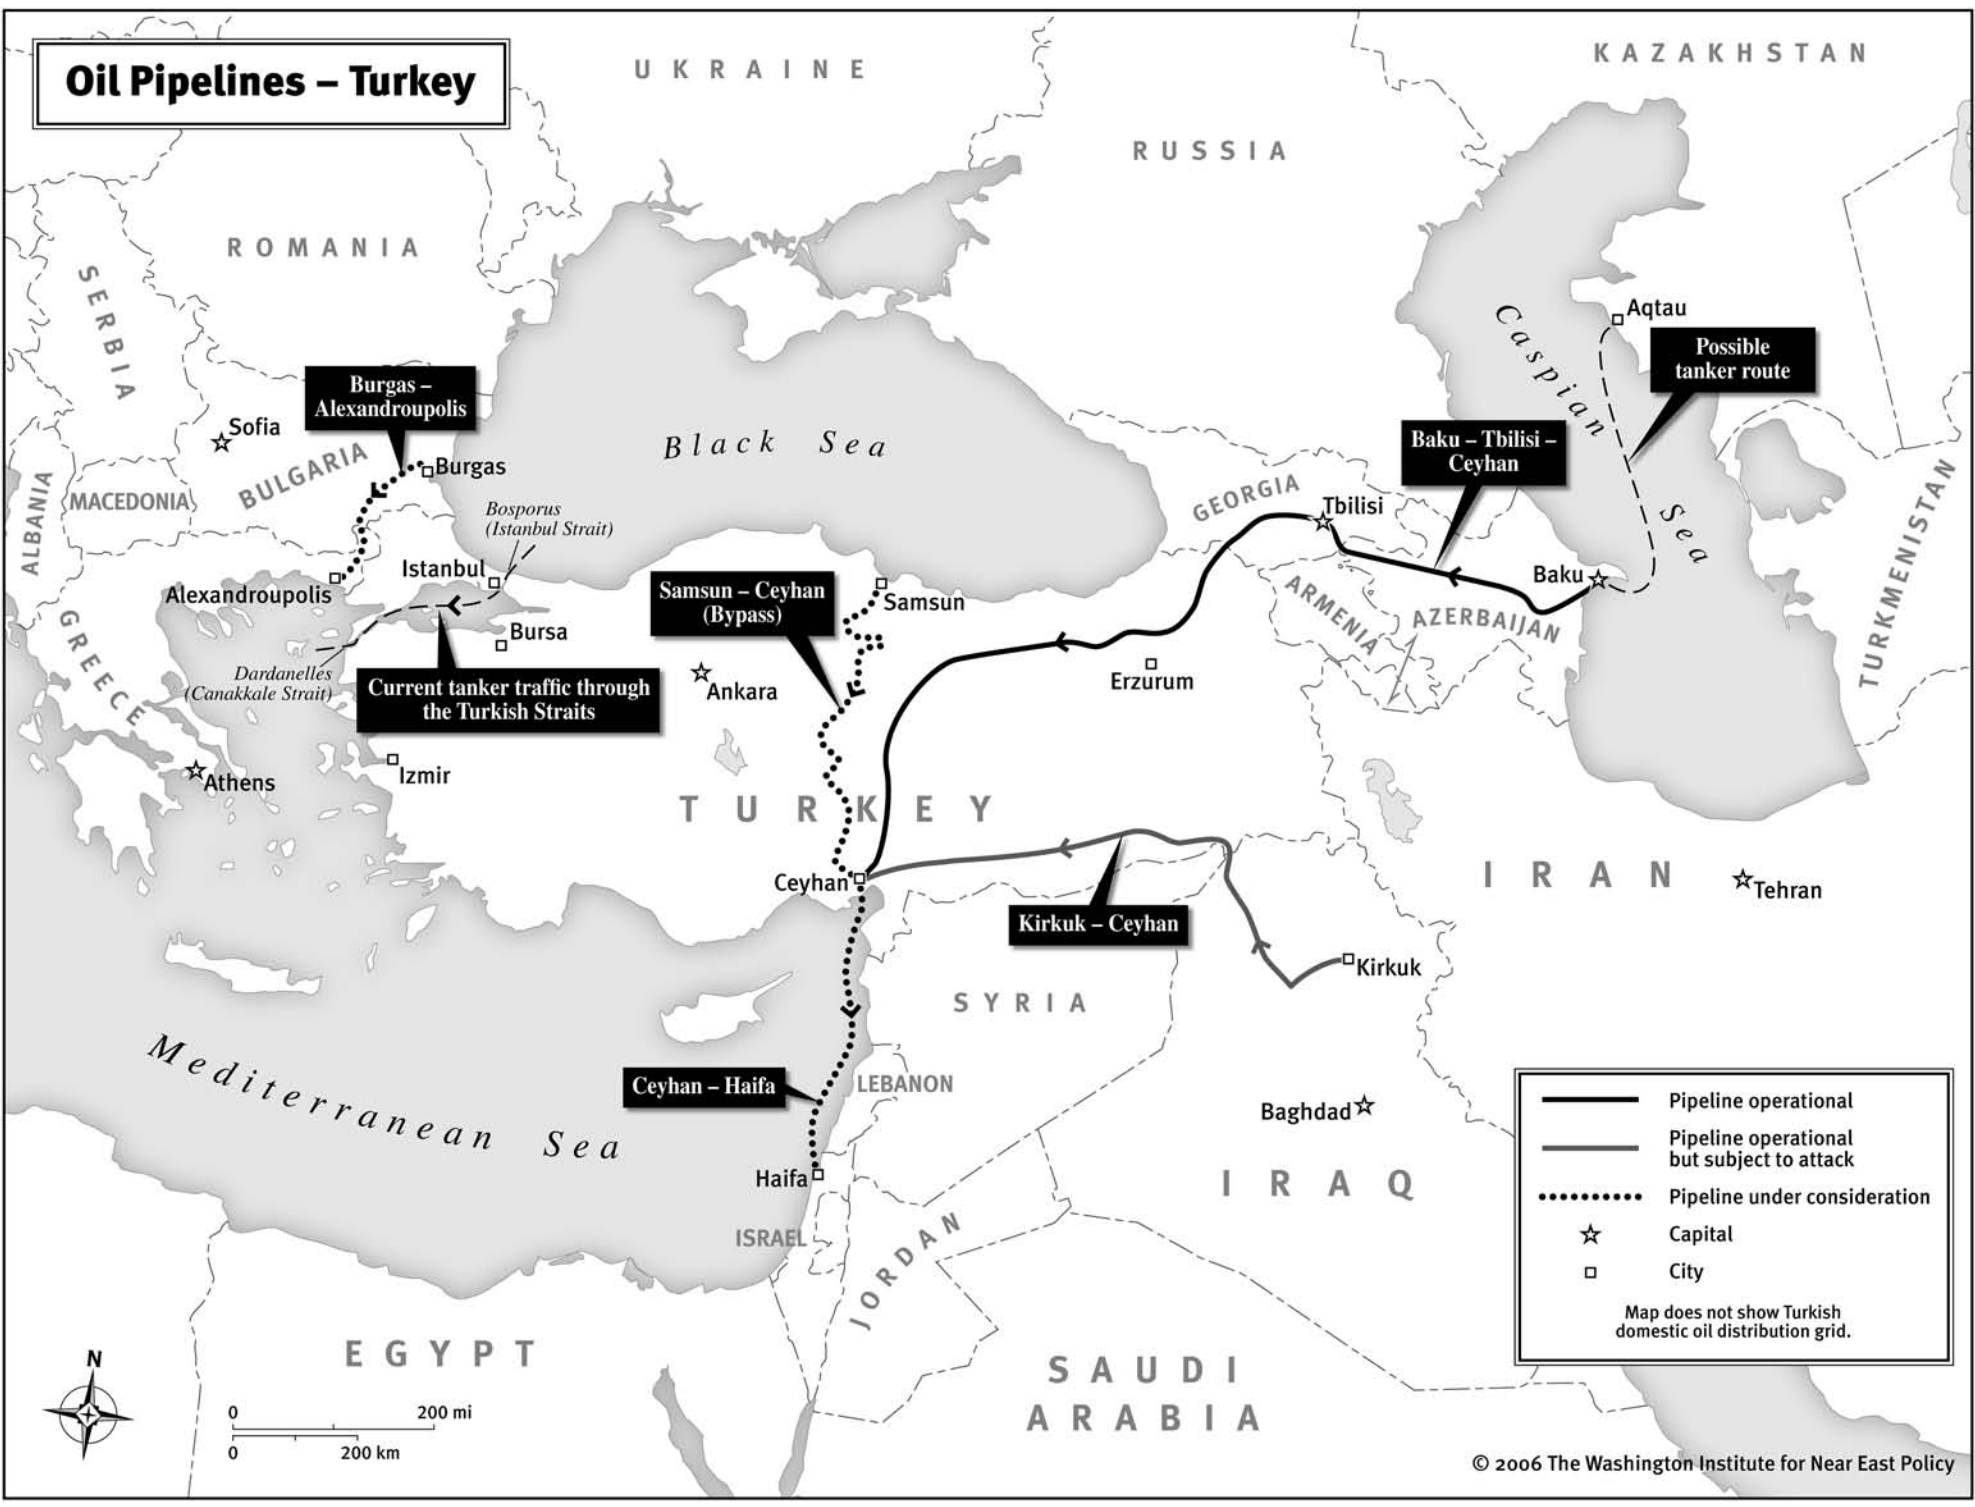 Oil Pipelines – Turkey
UKRAINE
KAZAKHSTAN
RUSSIA
ROMANIA
SERBIA
Aqtau
Caspian Sea
Possible
tanker route
Burgas –
Alexandroupolis
Sofia
BULGARIA
Burgas
Black Sea
Baku – Tbilisi –
Ceyhan
MACEDONIA
ALBANIA
Bosporus
(Istanbul Strait)
GEORGIA
Tbilisi
TURKMENISTAN
Istanbul
Alexandroupolis
Samsun – Ceyhan
(Bypass)
Samsun
Baku
ARMENIA
AZERBAIJAN
GREECE
Bursa
Dardanelles
(Canakkale Strait)
Current tanker traffic through
the Turkish Straits
Ankara
Erzurum
Athens
Izmir
TURKEY
Ceyhan
IRAN
Tehran
Kirkuk – Ceyhan
Kirkuk
SYRIA
Mediterranean Sea
Ceyhan – Haifa
LEBANON
Baghdad
IRAQ
Haifa
ISRAEL
JORDAN
EGYPT
SAUDI
ARABIA
Pipeline operational
Pipeline operational
but subject to attack
Pipeline under consideration
Capital
City
Map does not show Turkish
domestic oil distribution grid.
N
0 200 mi
0 200 km
© 2006 The Washington Institute for Near East Policy